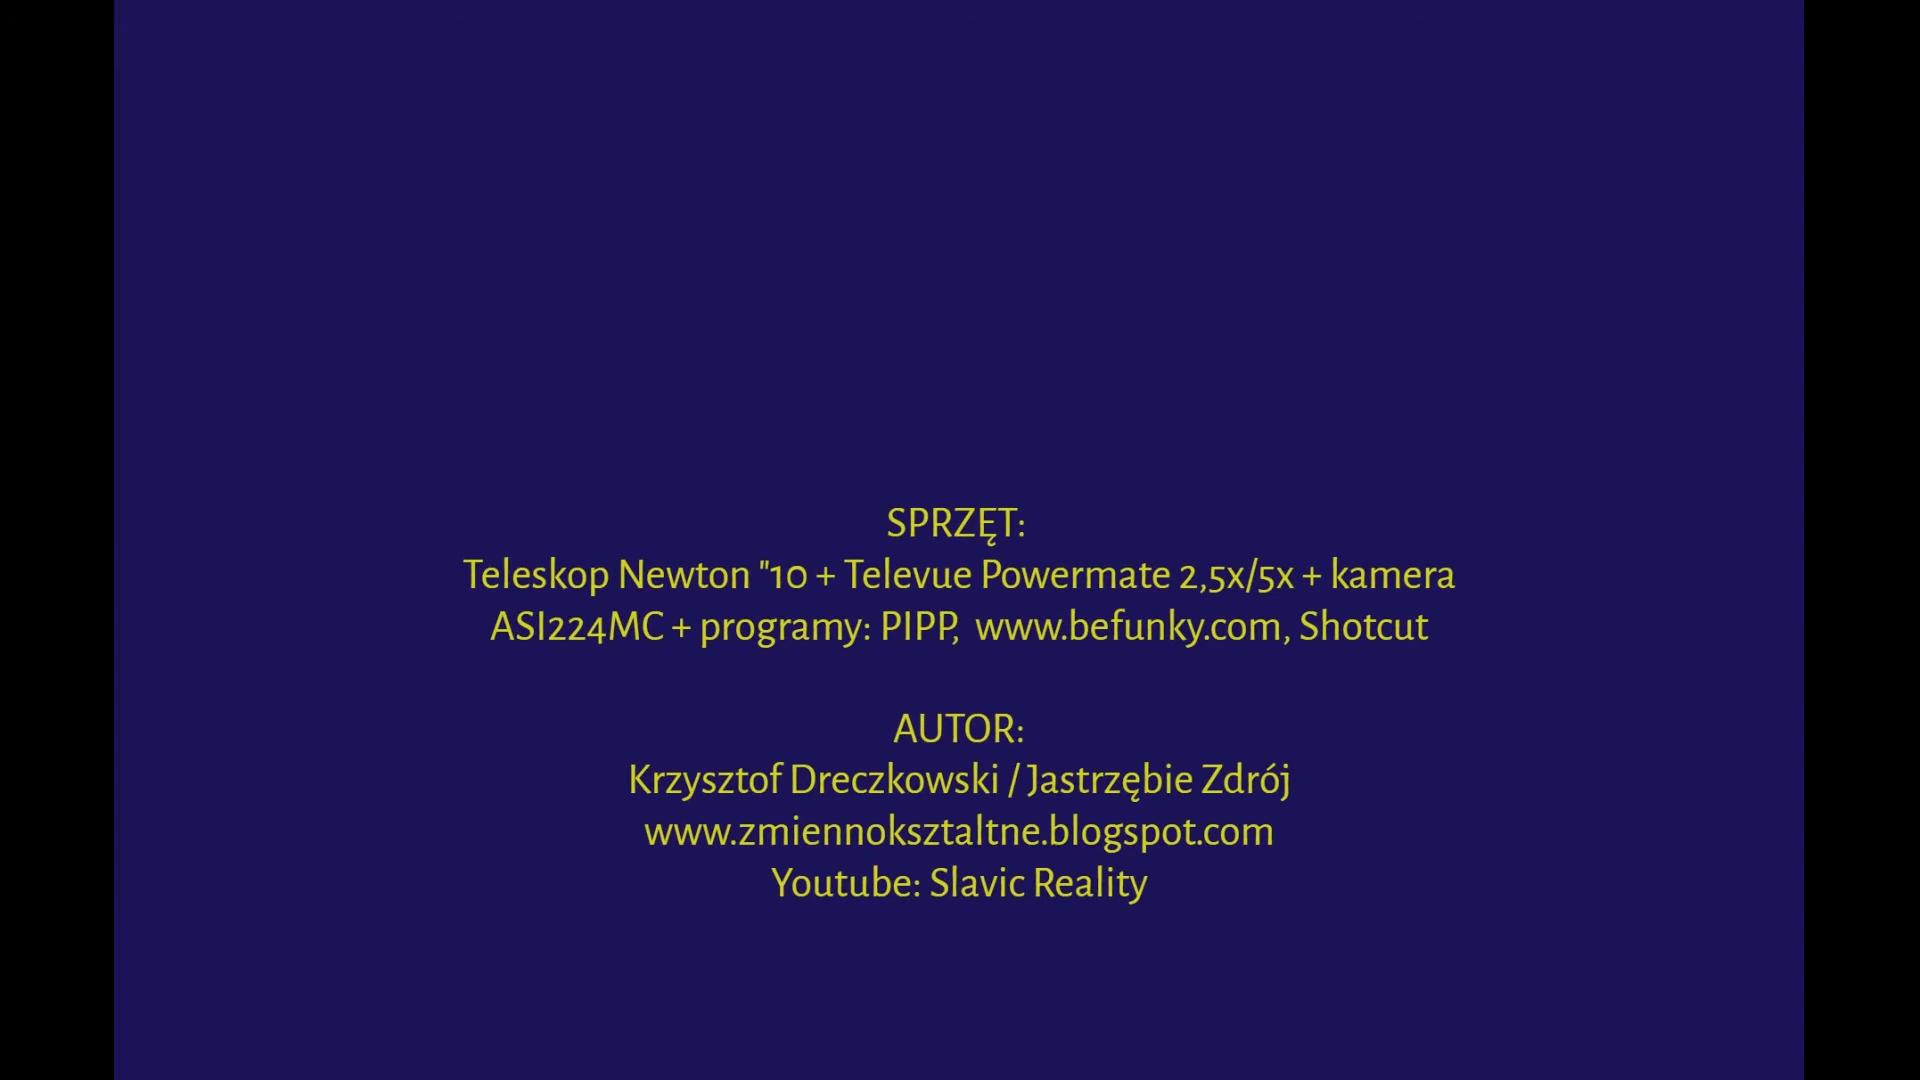 SPRZĘT:
Teleskop Newton "10 + Televue Powermate 2,5x/5x + kamera
ASI224MC + programy: PIPP,  www.befunky.com, Shotcut
AUTOR:
Krzysztof Dreczkowski / Jastrzębie Zdrój
www.zmiennoksztaltne.blogspot.com
Youtube: Slavic Reality